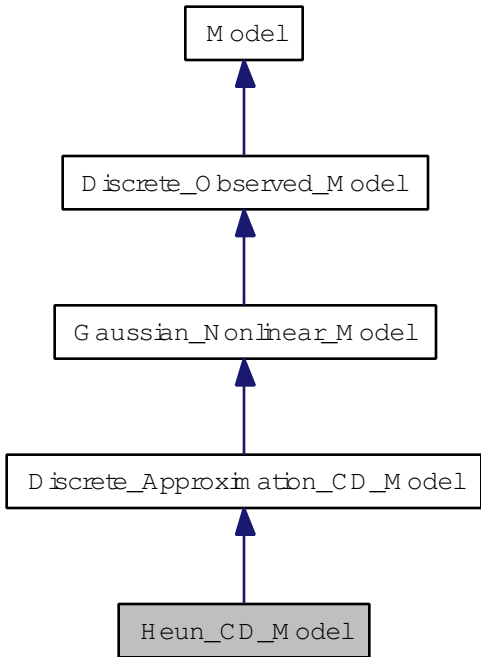 Model
Discrete_Observed_Model
Gaussian_Nonlinear_Model
Discrete_Approximation_CD_Model
Heun_CD_Model